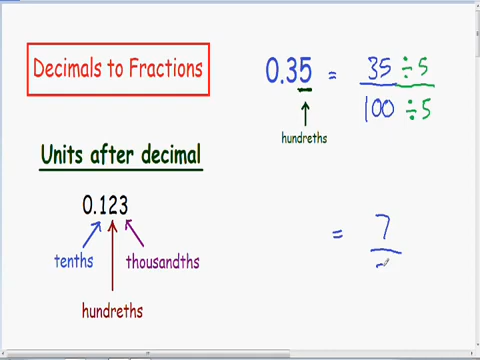 Decimals to Fractions
0.35 = 35 ÷5
100 ÷5
hundreths
Units after decimal
0.123
tenths
thousandths
hundreths
= 7